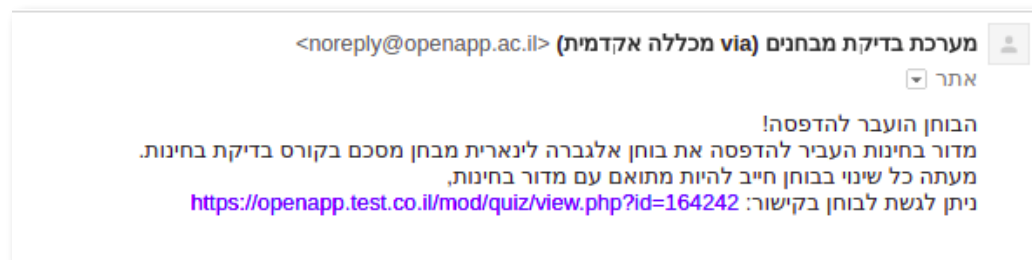 מערכת בדיקת מבחנים (via מכללה אקדמית) <noreply@openapp.ac.il>
אתר
הבוחן הועבר להדפסה!
מדור בחינות העביר להדפסה את בוחן אלגברה לינארית מבחן מסכם בקורס בדיקת בחינות.
מעתה כל שינוי בבוחן חייב להיות מתואם עם מדור בחינות,
ניתן לגשת לבוחן בקישור: https://openapp.test.co.il/mod/quiz/view.php?id=164242